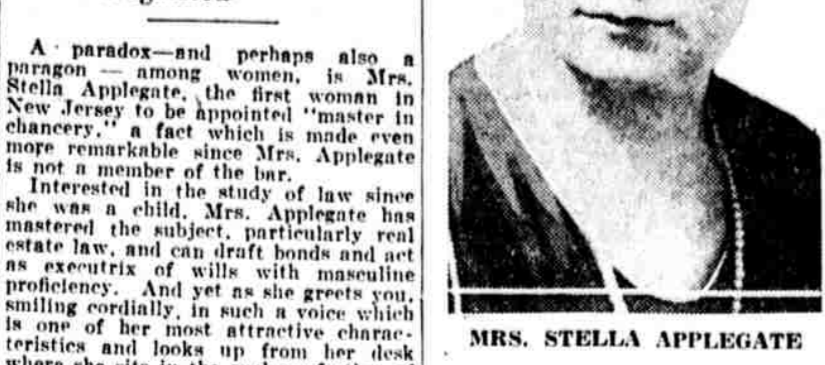 A paradox—and perhaps also a
paragon — among women, is Mrs.
Stella Applegate, the first woman in
New Jersey to be appointed "master in
chancery," a fact which is made even
more remarkable since Mrs. Applegate
is not a member of the bar.
Interested in the study of law since
she was a child, Mrs. Applegate has
mastered the subject, particularly real
estate law, and can draft bonds and act
as executrix of wills with masculine
proficiency. And yet as she greets you,
smiling cordially, in such a voice which
is one of her most attractive charac-
teristics and looks up from her desk
where she sits in the
MRS. STELLA APPLEGATE